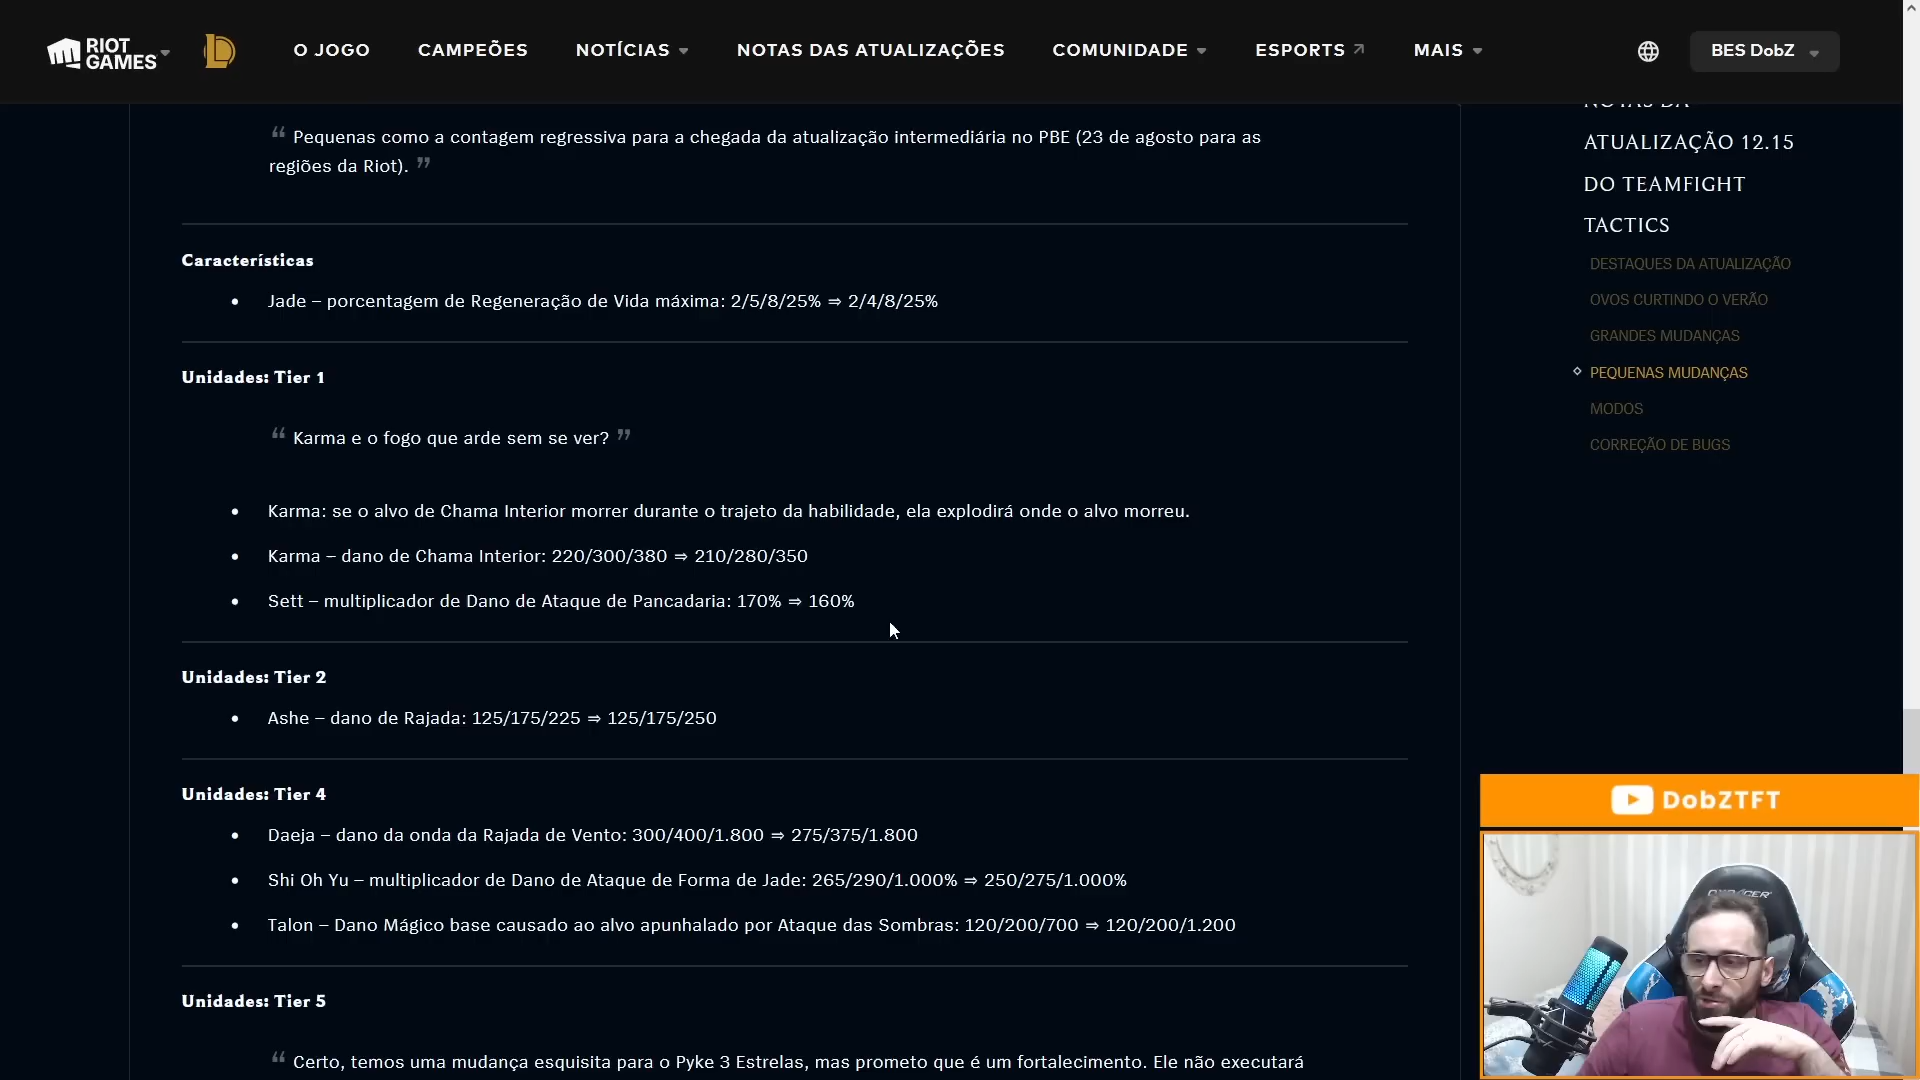 RIOT GAMES
O JOGO
CAMPEÕES
NOTÍCIAS
NOTAS DAS ATUALIZAÇÕES
COMUNIDADE
ESPORTS
MAIS
BES DobZ
“ Pequenas como a contagem regressiva para a chegada da atualização intermediária no PBE (23 de agosto para as
regiões da Riot). ”
Características
• Jade – porcentagem de Regeneração de Vida máxima: 2/5/8/25% ⇒ 2/4/8/25%
Unidades: Tier 1
“ Karma e o fogo que arde sem se ver? ”
• Karma: se o alvo de Chama Interior morrer durante o trajeto da habilidade, ela explodirá onde o alvo morreu.
• Karma – dano de Chama Interior: 220/300/380 ⇒ 210/280/350
• Sett – multiplicador de Dano de Ataque de Pancadaria: 170% ⇒ 160%
Unidades: Tier 2
• Ashe – dano de Rajada: 125/175/225 ⇒ 125/175/250
Unidades: Tier 4
• Daeja – dano da onda da Rajada de Vento: 300/400/1.800 ⇒ 275/375/1.800
• Shi Oh Yu – multiplicador de Dano de Ataque de Forma de Jade: 265/290/1.000% ⇒ 250/275/1.000%
• Talon – Dano Mágico base causado ao alvo apunhalado por Ataque das Sombras: 120/200/700 ⇒ 120/200/1.200
Unidades: Tier 5
“ Certo, temos uma mudança esquisita para o Pyke 3 Estrelas, mas prometo que é um fortalecimento. Ele não executará
NOTAS DA
ATUALIZAÇÃO 12.15
DO TEAMFIGHT
TACTICS
DESTAQUES DA ATUALIZAÇÃO
OVOS CURTINDO O VERÃO
GRANDES MUDANÇAS
PEQUENAS MUDANÇAS
MODOS
CORREÇÃO DE BUGS
DobZTFT